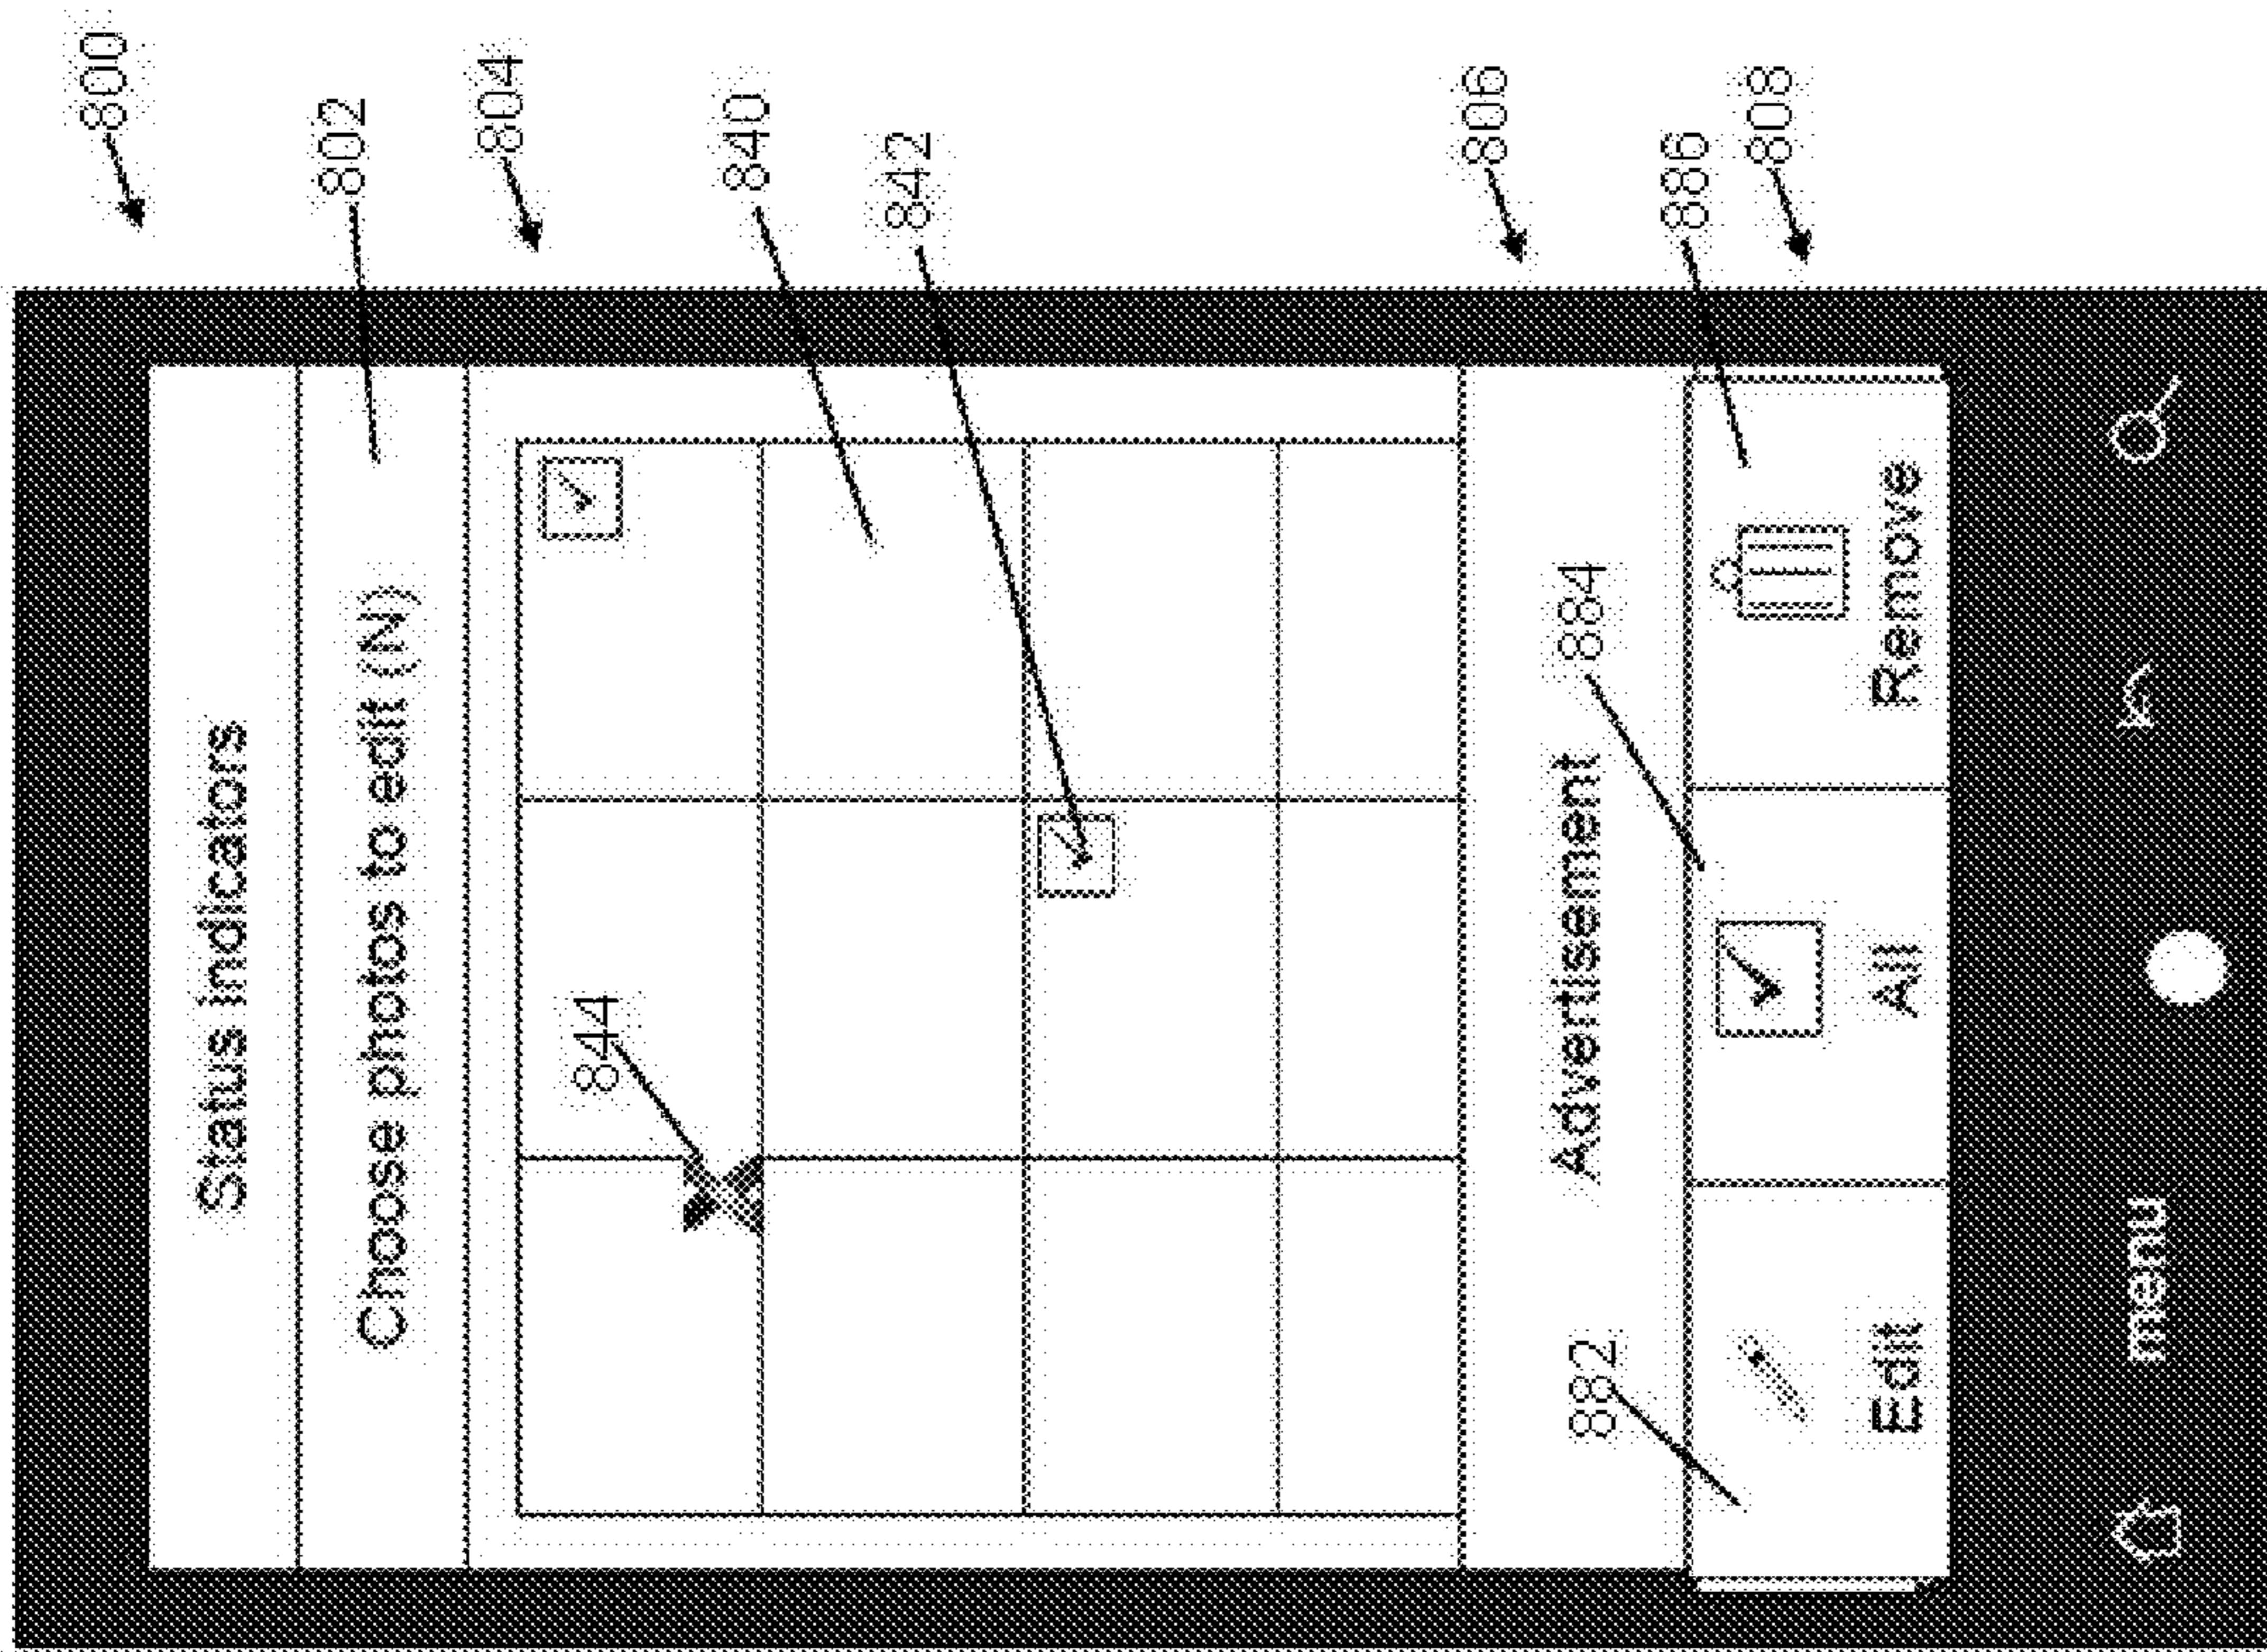 800
Status indicators
802
Choose photos to edit (N)
804
844
840
842
806
Advertisement
882
884
886
808
Edit
All
Remove
menu